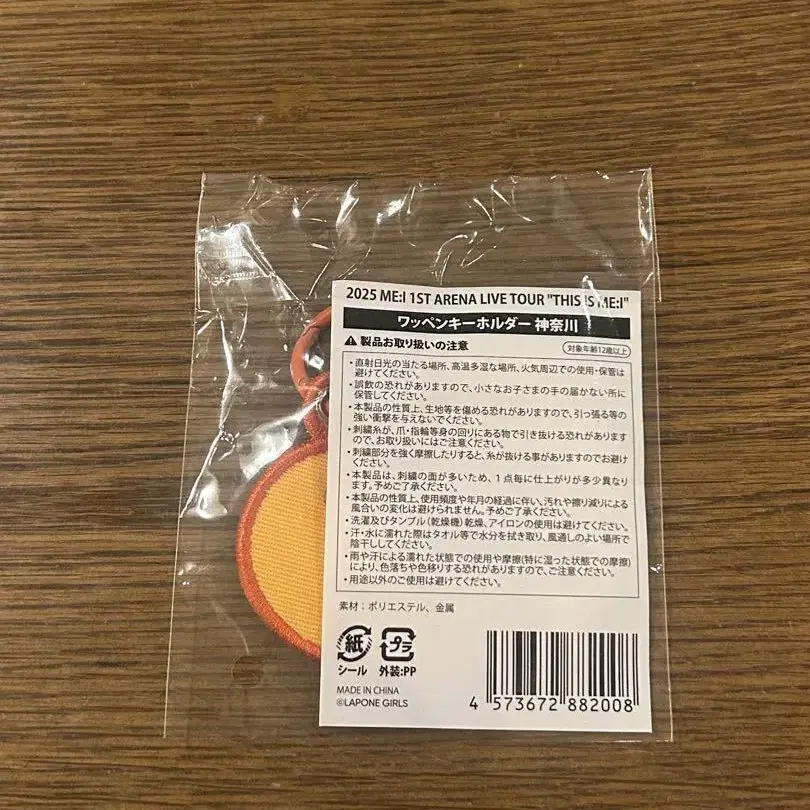 2025 ME:I 1ST ARENA LIVE TOUR "THIS IS ME:I"
ワッペンキーホルダー 神奈川
製品お取り扱いの注意
対象年齢12歳以上
・直射日光の当たる場所、高温多湿な場所、火気周辺での使用・保管は
避けてください。
・誤飲の恐れがありますので、小さなお子さまの手の届かない所に
保管してください。
・本製品の性質上、生地等を傷める恐れがありますので、引っ張る等の
強い衝撃を与えないでください。
・刺繍糸が、爪・指輪等身の回りにある物で引き抜ける恐れがあります
ので、お取り扱いにはご注意ください。
・刺繍部分を強く摩擦したりすると、糸が抜ける事がありますのでお避け
ください。
・本製品は、刺繍の面が多いため、1点毎に仕上がりが多少異なり
ます。予めご了承ください。
・本製品の性質上、使用頻度や年月の経過に伴い、汚れや擦り減りによる
風合いの変化は避けられません。予めご了承ください。
・洗濯及びタンブル(乾燥機)乾燥、アイロンの使用は避けてください。
・汗・水に濡れた際はタオル等で水分を拭き取り、風通しのよい場所で
陰干ししてください。
・雨や汗による濡れた状態での使用や摩擦(特に湿った状態での摩擦)
により、色落ちや色移りする恐れがありますので、ご注意ください。
・用途以外のご使用は避けてください。
素材：ポリエステル、金属
紙 プラ
シール 外装:PP
MADE IN CHINA
©LAPONE GIRLS
4 573672 882008